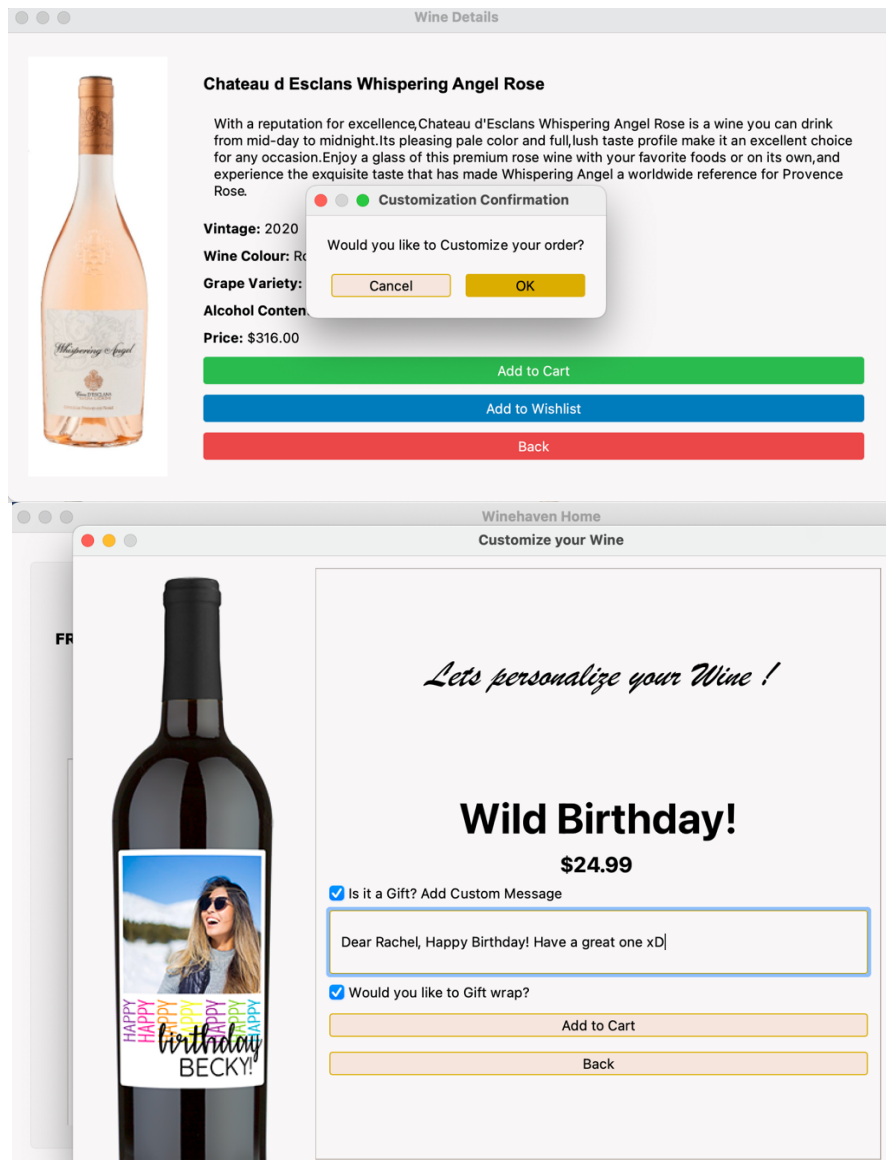 Wine Details
Chateau d Esclans Whispering Angel Rose
With a reputation for excellence,Chateau d'Esclans Whispering Angel Rose is a wine you can drink
from mid-day to midnight.Its pleasing pale color and full,lush taste profile make it an excellent choice
for any occasion.Enjoy a glass of this premium rose wine with your favorite foods or on its own,and
experience the exquisite taste that has made Whispering Angel a worldwide reference for Provence
Rose.
Customization Confirmation
Would you like to Customize your order?
Cancel
OK
Vintage: 2020
Wine Colour:
Grape Variety:
Alcohol
Price: $316.00
Whispering Angel
Add to Cart
Add to Wishlist
Back
Winehaven Home
Customize your Wine
FR
Lets personalize your Wine !
Wild Birthday!
$24.99
Is it a Gift? Add Custom Message
Dear Rachel, Happy Birthday! Have a great one xD
Would you like to Gift wrap?
Add to Cart
Back
HAPPY HAPPY HAPPY HAPPY HAPPY HAPPY HAPPY
birthday
BECKY!